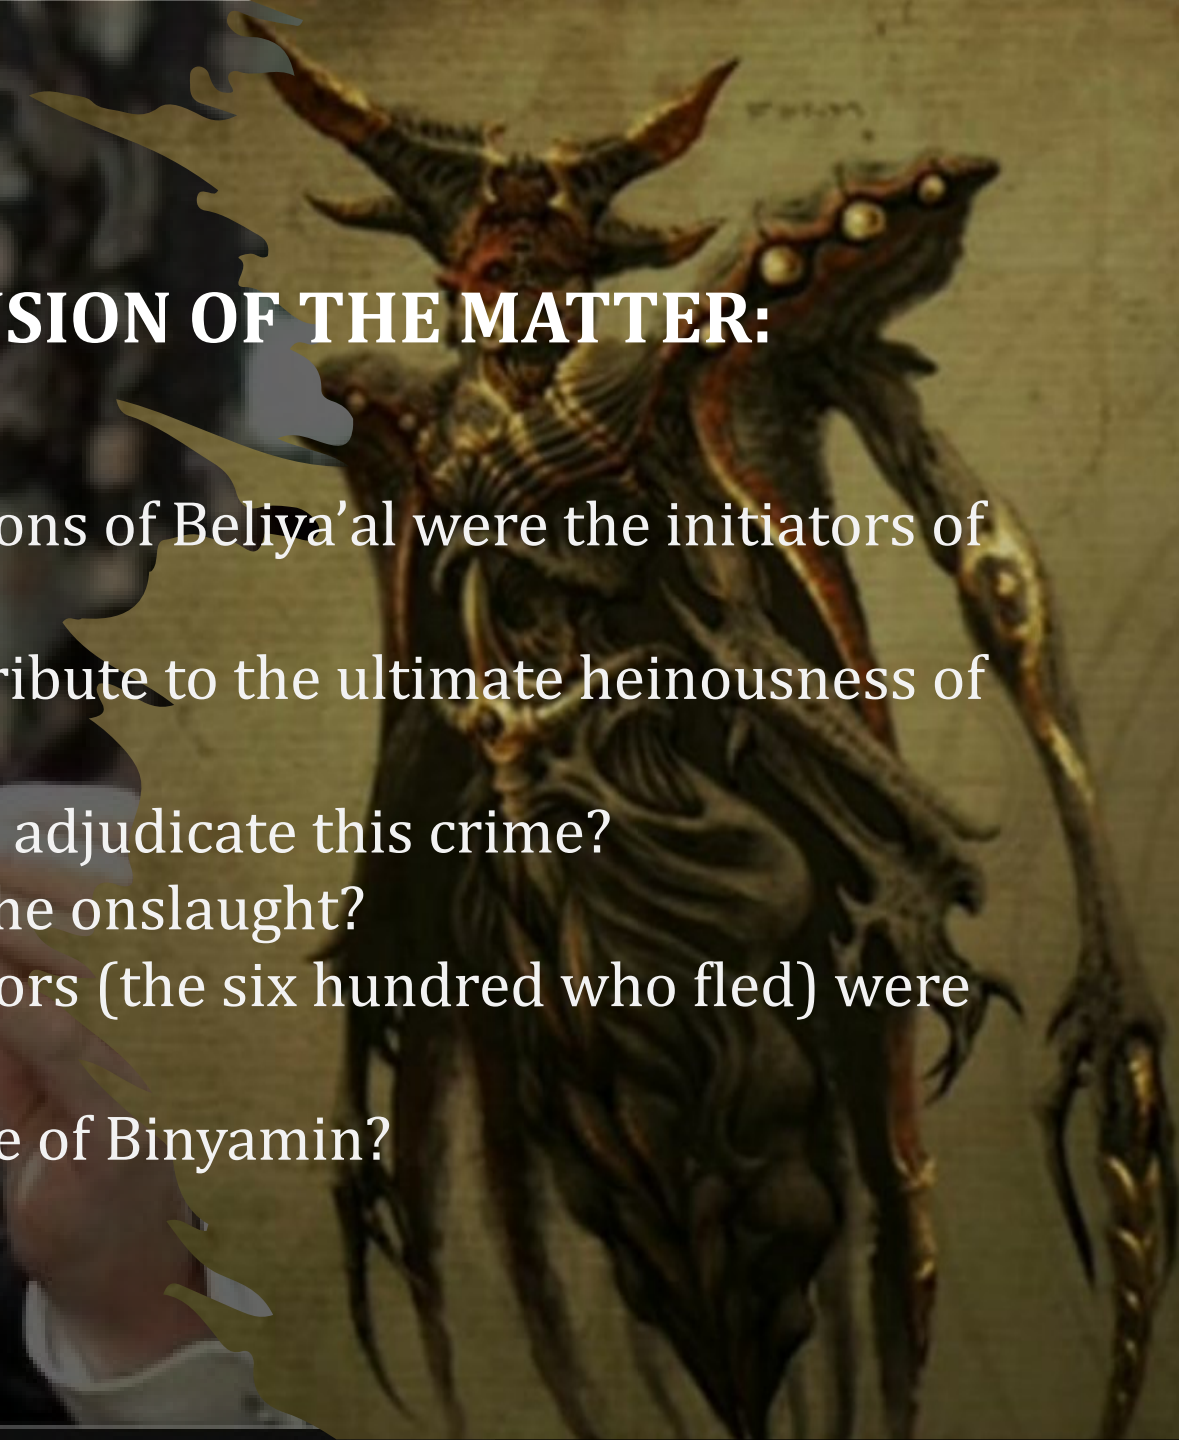 SION OF THE MATTER:
ons of Beliya’al were the initiators of
ribute to the ultimate heinousness of
adjudicate this crime?
he onslaught?
ors (the six hundred who fled) were
e of Binyamin?